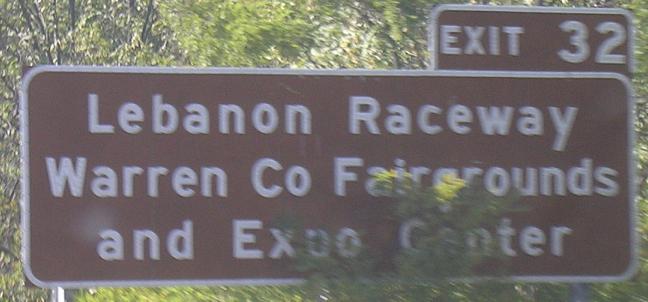 EXIT 32
Lebanon Raceway
Warren Co Fairgrounds
and Expo Center